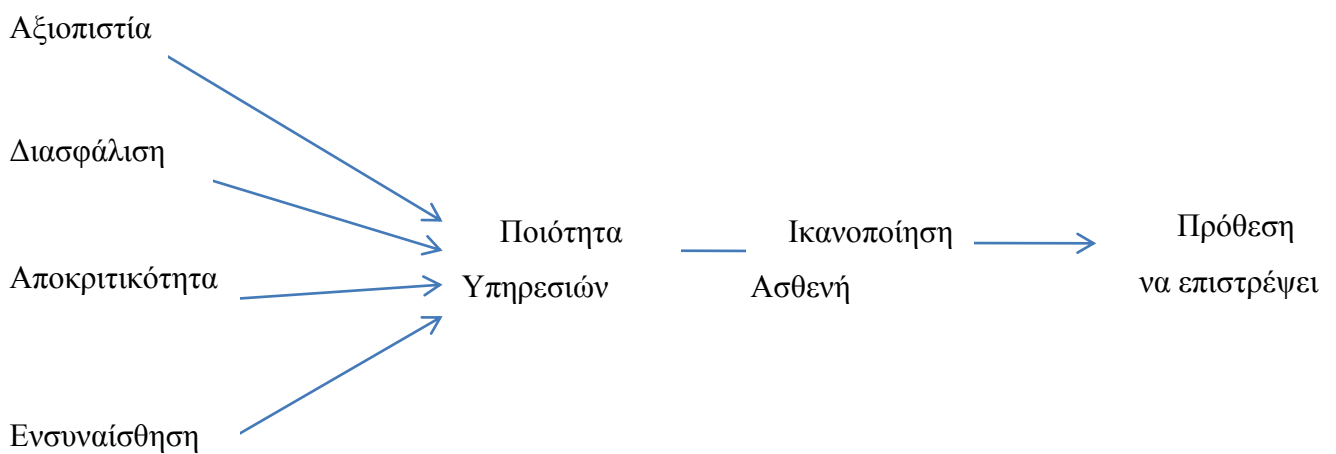 Αξιοπιστία
Διασφάλιση
Αποκριτικότητα
Ενσυναίσθηση
Ποιότητα
Υπηρεσιών
Ικανοποίηση
Ασθενή
Πρόθεση
να επιστρέψει